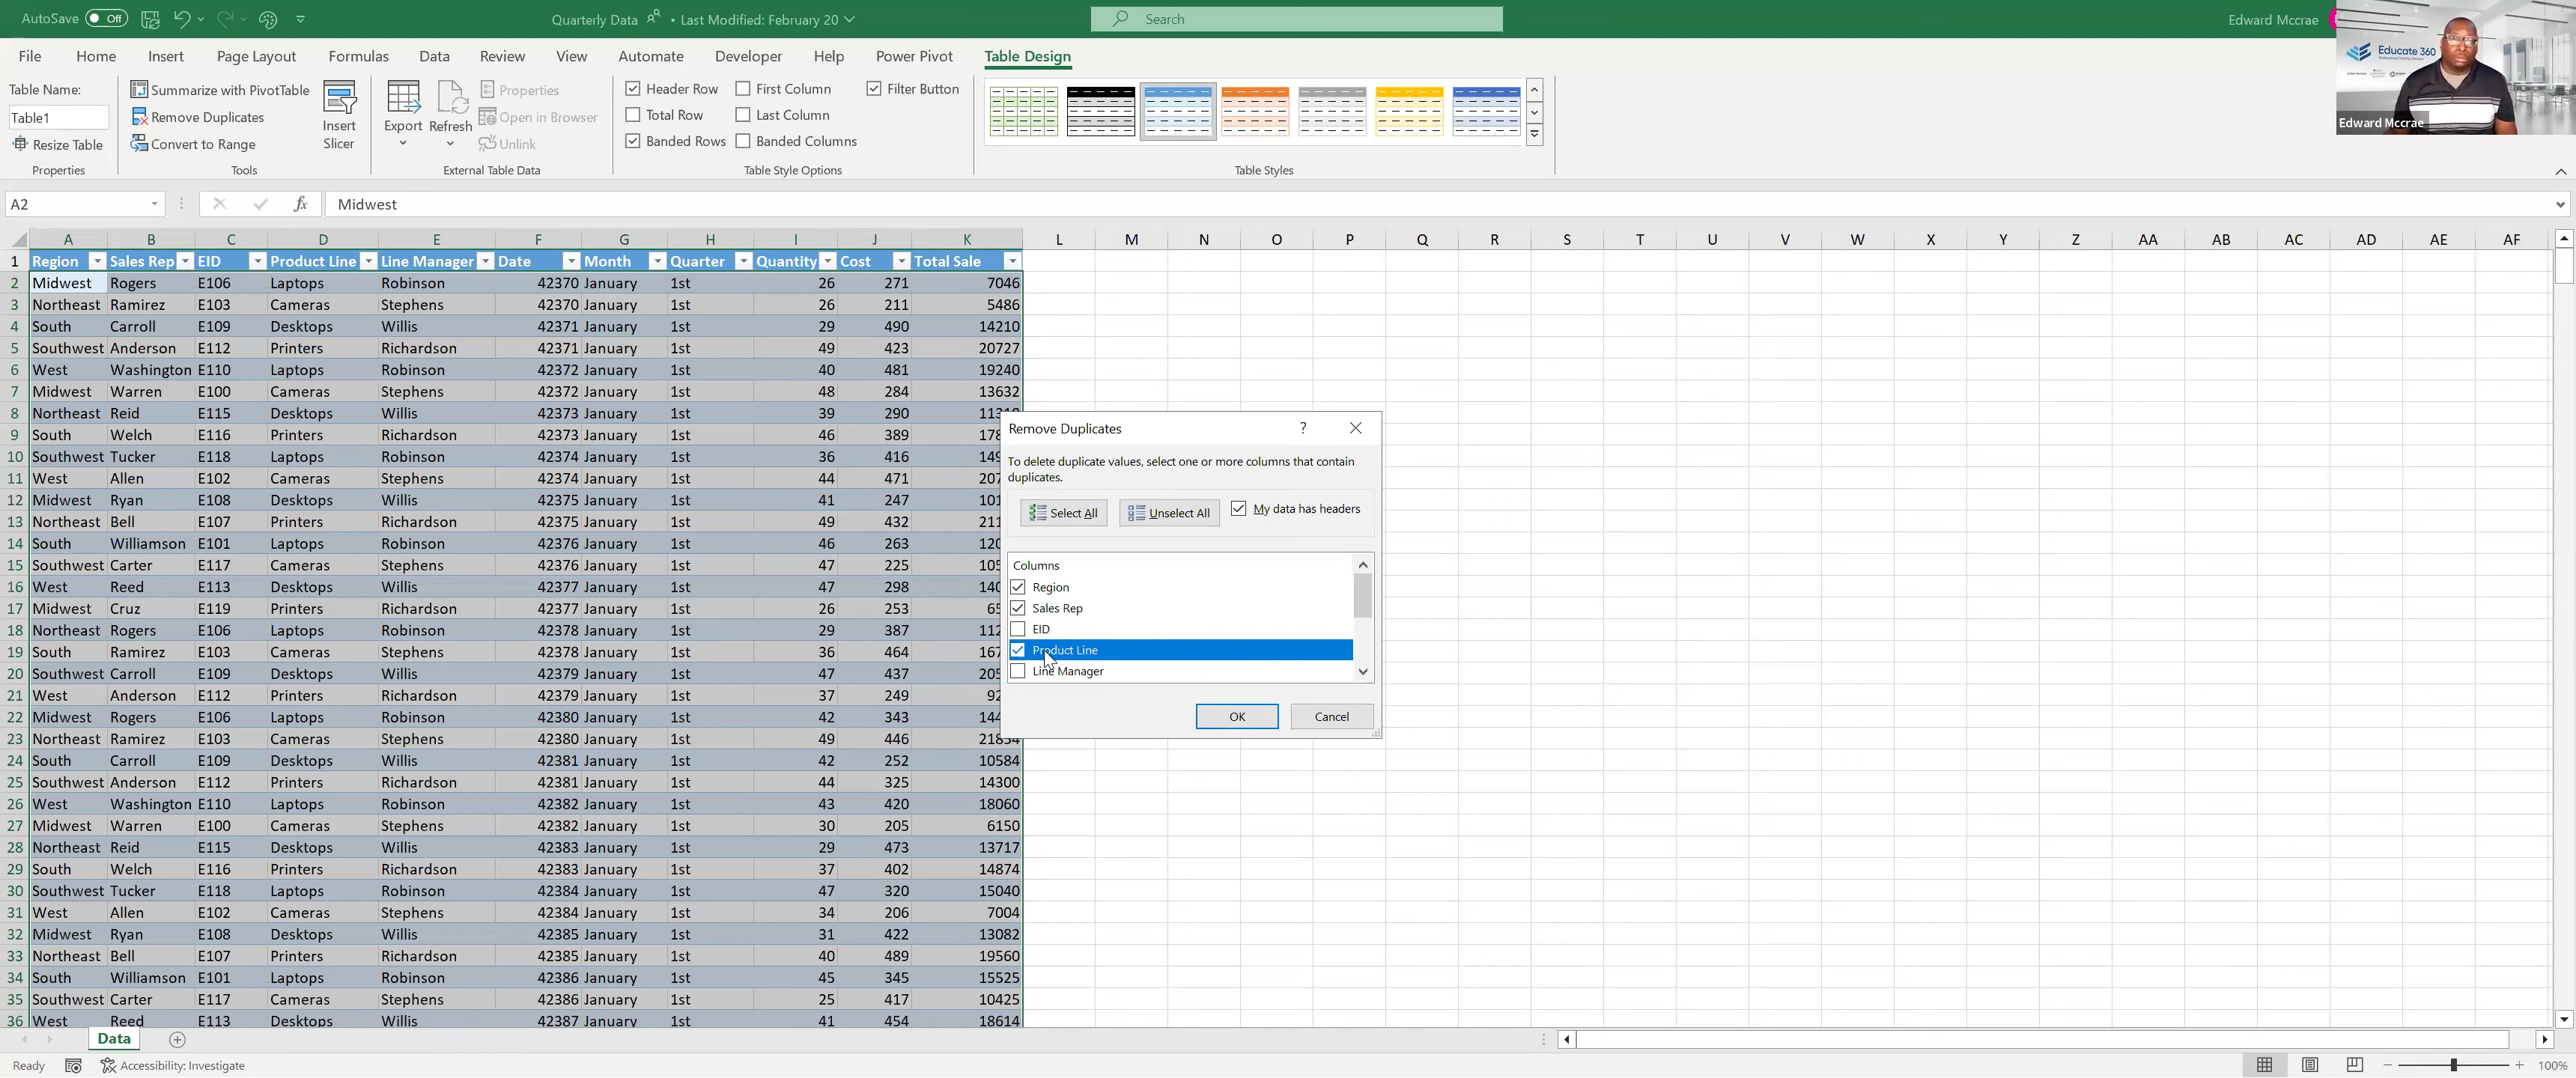 AutoSave Off Quarterly Data • Last Modified: February 20 Search Edward Mccrae
File Home Insert Page Layout Formulas Data Review View Automate Developer Help Power Pivot Table Design
Table Name:
Table1
Resize Table
Properties
Summarize with PivotTable
Remove Duplicates
Convert to Range
Insert
Slicer
Tools
Export Refresh
Properties
Open in Browser
Unlink
External Table Data
Header Row First Column Filter Button
Total Row Last Column
Banded Rows Banded Columns
Table Style Options
Table Styles
Educate 360
Edward Mccrae
A2 fx Midwest
A B C D E F G H I J K L M N O P Q R S T U V W X Y Z AA AB AC AD AE AF
1 Region Sales Rep EID Product Line Line Manager Date Month Quarter Quantity Cost Total Sale
2 Midwest Rogers E106 Laptops Robinson 42370 January 1st 26 271 7046
3 Northeast Ramirez E103 Cameras Stephens 42370 January 1st 26 211 5486
4 South Carroll E109 Desktops Willis 42371 January 1st 29 490 14210
5 Southwest Anderson E112 Printers Richardson 42371 January 1st 49 423 20727
6 West Washington E110 Laptops Robinson 42372 January 1st 40 481 19240
7 Midwest Warren E100 Cameras Stephens 42372 January 1st 48 284 13632
8 Northeast Reid E115 Desktops Willis 42373 January 1st 39 290
9 South Welch E116 Printers Richardson 42373 January 1st 46 389
10 Southwest Tucker E118 Laptops Robinson 42374 January 1st 36 416
11 West Allen E102 Cameras Stephens 42374 January 1st 44 471
12 Midwest Ryan E108 Desktops Willis 42375 January 1st 41 247
13 Northeast Bell E107 Printers Richardson 42375 January 1st 49 432
14 South Williamson E101 Laptops Robinson 42376 January 1st 46 263
15 Southwest Carter E117 Cameras Stephens 42376 January 1st 47 225
16 West Reed E113 Desktops Willis 42377 January 1st 47 298
17 Midwest Cruz E119 Printers Richardson 42377 January 1st 26 253
18 Northeast Rogers E106 Laptops Robinson 42378 January 1st 29 387
19 South Ramirez E103 Cameras Stephens 42378 January 1st 36 464
20 Southwest Carroll E109 Desktops Willis 42379 January 1st 47 437
21 West Anderson E112 Printers Richardson 42379 January 1st 37 249
22 Midwest Rogers E106 Laptops Robinson 42380 January 1st 42 343
23 Northeast Ramirez E103 Cameras Stephens 42380 January 1st 49 446 21854
24 South Carroll E109 Desktops Willis 42381 January 1st 42 252 10584
25 Southwest Anderson E112 Printers Richardson 42381 January 1st 44 325 14300
26 West Washington E110 Laptops Robinson 42382 January 1st 43 420 18060
27 Midwest Warren E100 Cameras Stephens 42382 January 1st 30 205 6150
28 Northeast Reid E115 Desktops Willis 42383 January 1st 29 473 13717
29 South Welch E116 Printers Richardson 42383 January 1st 37 402 14874
30 Southwest Tucker E118 Laptops Robinson 42384 January 1st 47 320 15040
31 West Allen E102 Cameras Stephens 42384 January 1st 34 206 7004
32 Midwest Ryan E108 Desktops Willis 42385 January 1st 31 422 13082
33 Northeast Bell E107 Printers Richardson 42385 January 1st 40 489 19560
34 South Williamson E101 Laptops Robinson 42386 January 1st 45 345 15525
35 Southwest Carter E117 Cameras Stephens 42386 January 1st 25 417 10425
36 West Reed E113 Desktops Willis 42387 January 1st 41 454 18614
Remove Duplicates ?
To delete duplicate values, select one or more columns that contain
duplicates.
Select All Unselect All My data has headers
Columns
Region
Sales Rep
EID
Product Line
Line Manager
OK Cancel
Data
Ready Accessibility: Investigate 100%